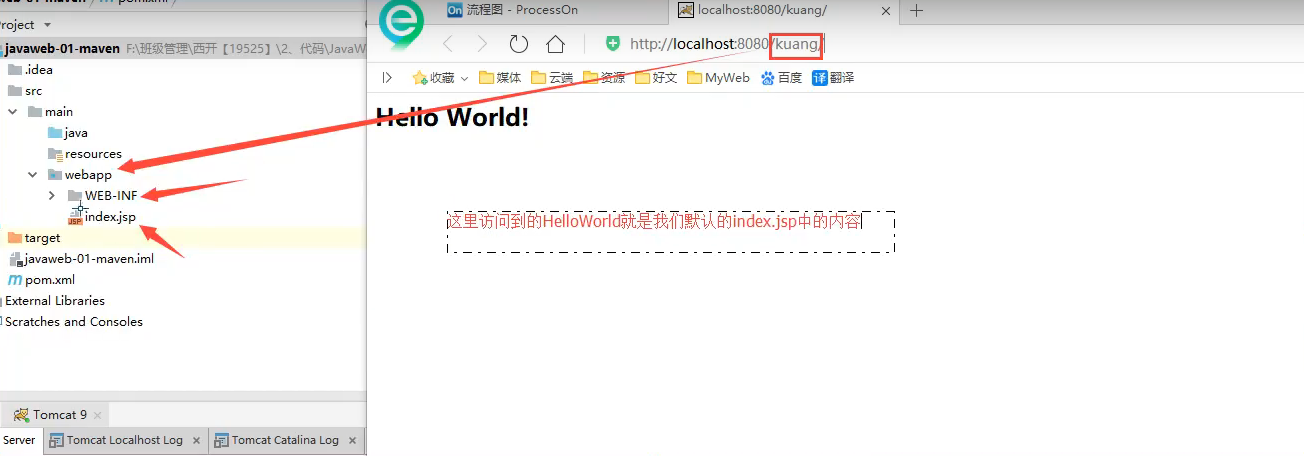 Project
javaweb-01-maven F:\班级管理\西开【19525】\2、代码\JavaW
.idea
src
main
java
resources
webapp
WEB-INF
index.jsp
target
javaweb-01-maven.iml
pom.xml
External Libraries
Scratches and Consoles
Tomcat 9
Server
Tomcat Localhost Log
Tomcat Catalina Log
On 流程图 - ProcessOn
localhost:8080/kuang/
http://localhost:8080/kuang/
收藏 媒体 云端 资源 好文 MyWeb 百度 译 翻译
Hello World!
这里访问到的HelloWorld就是我们默认的index.jsp中的内容